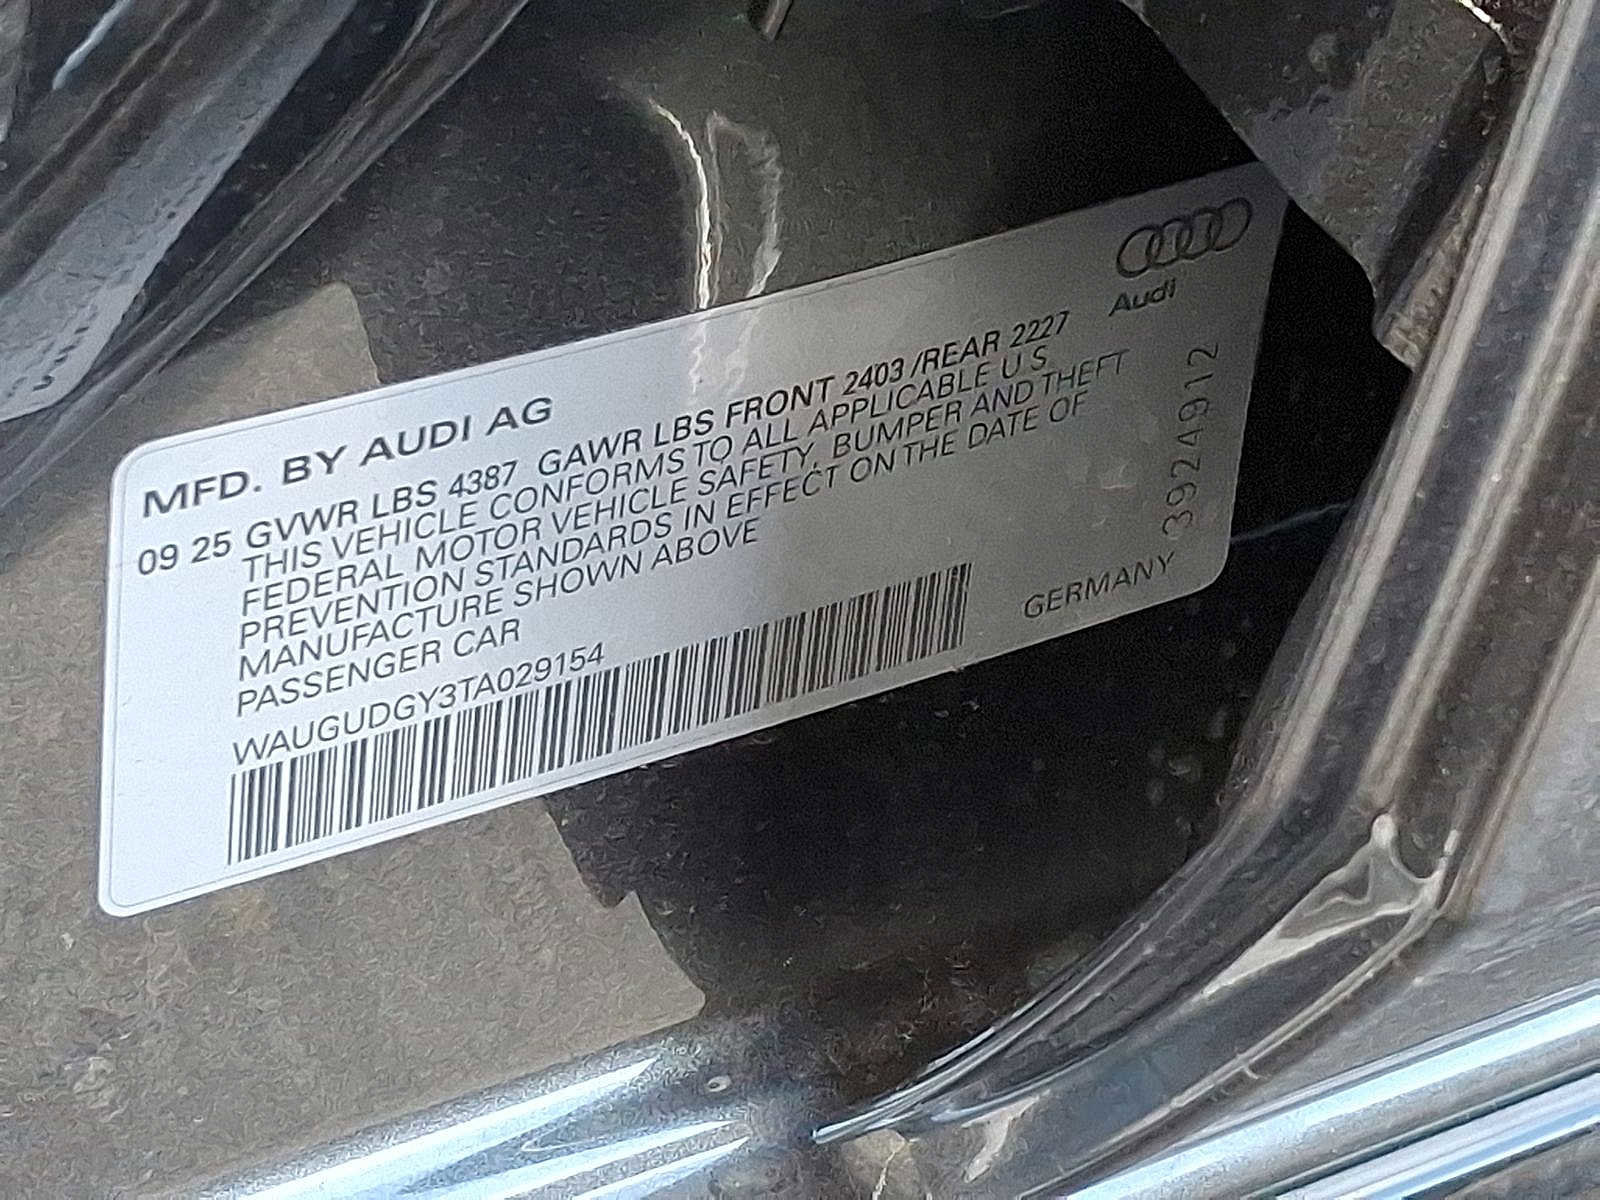 Audi
MFD. BY AUDI AG
09 25 GVWR LBS 4387 GAWR LBS FRONT 2403/REAR 2227
THIS VEHICLE CONFORMS TO ALL APPLICABLE U S
FEDERAL MOTOR VEHICLE SAFETY, BUMPER AND THEFT
PREVENTION STANDARDS IN EFFECT ON THE DATE OF
MANUFACTURE SHOWN ABOVE
PASSENGER CAR
WAUGUDGY3TA029154
GERMANY
3924912